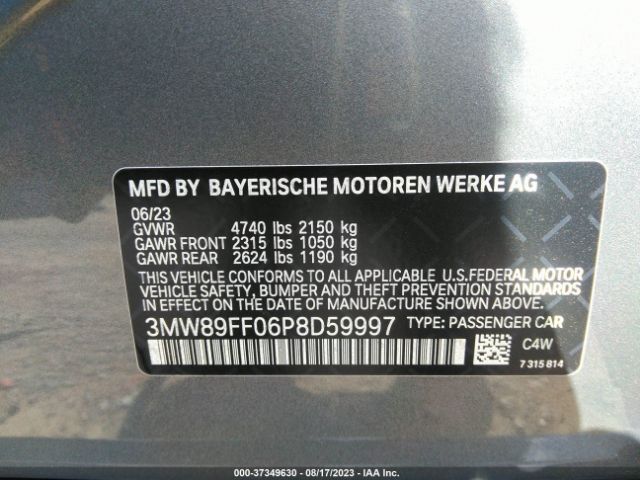 MFD BY BAYERISCHE MOTOREN WERKE AG
06/23
GVWR 4740 lbs 2150 kg
GAWR FRONT 2315 lbs 1050 kg
GAWR REAR 2624 lbs 1190 kg
THIS VEHICLE CONFORMS TO ALL APPLICABLE U.S.FEDERAL MOTOR
VEHICLE SAFETY, BUMPER, AND THEFT PREVENTION STANDARDS
IN EFFECT ON THE DATE OF MANUFACTURE SHOWN ABOVE.
3MW89FF06P8D59997 TYPE: PASSENGER CAR
C4W
7 315 814
000-37349630 - 08/17/2023 - IAAI.COM